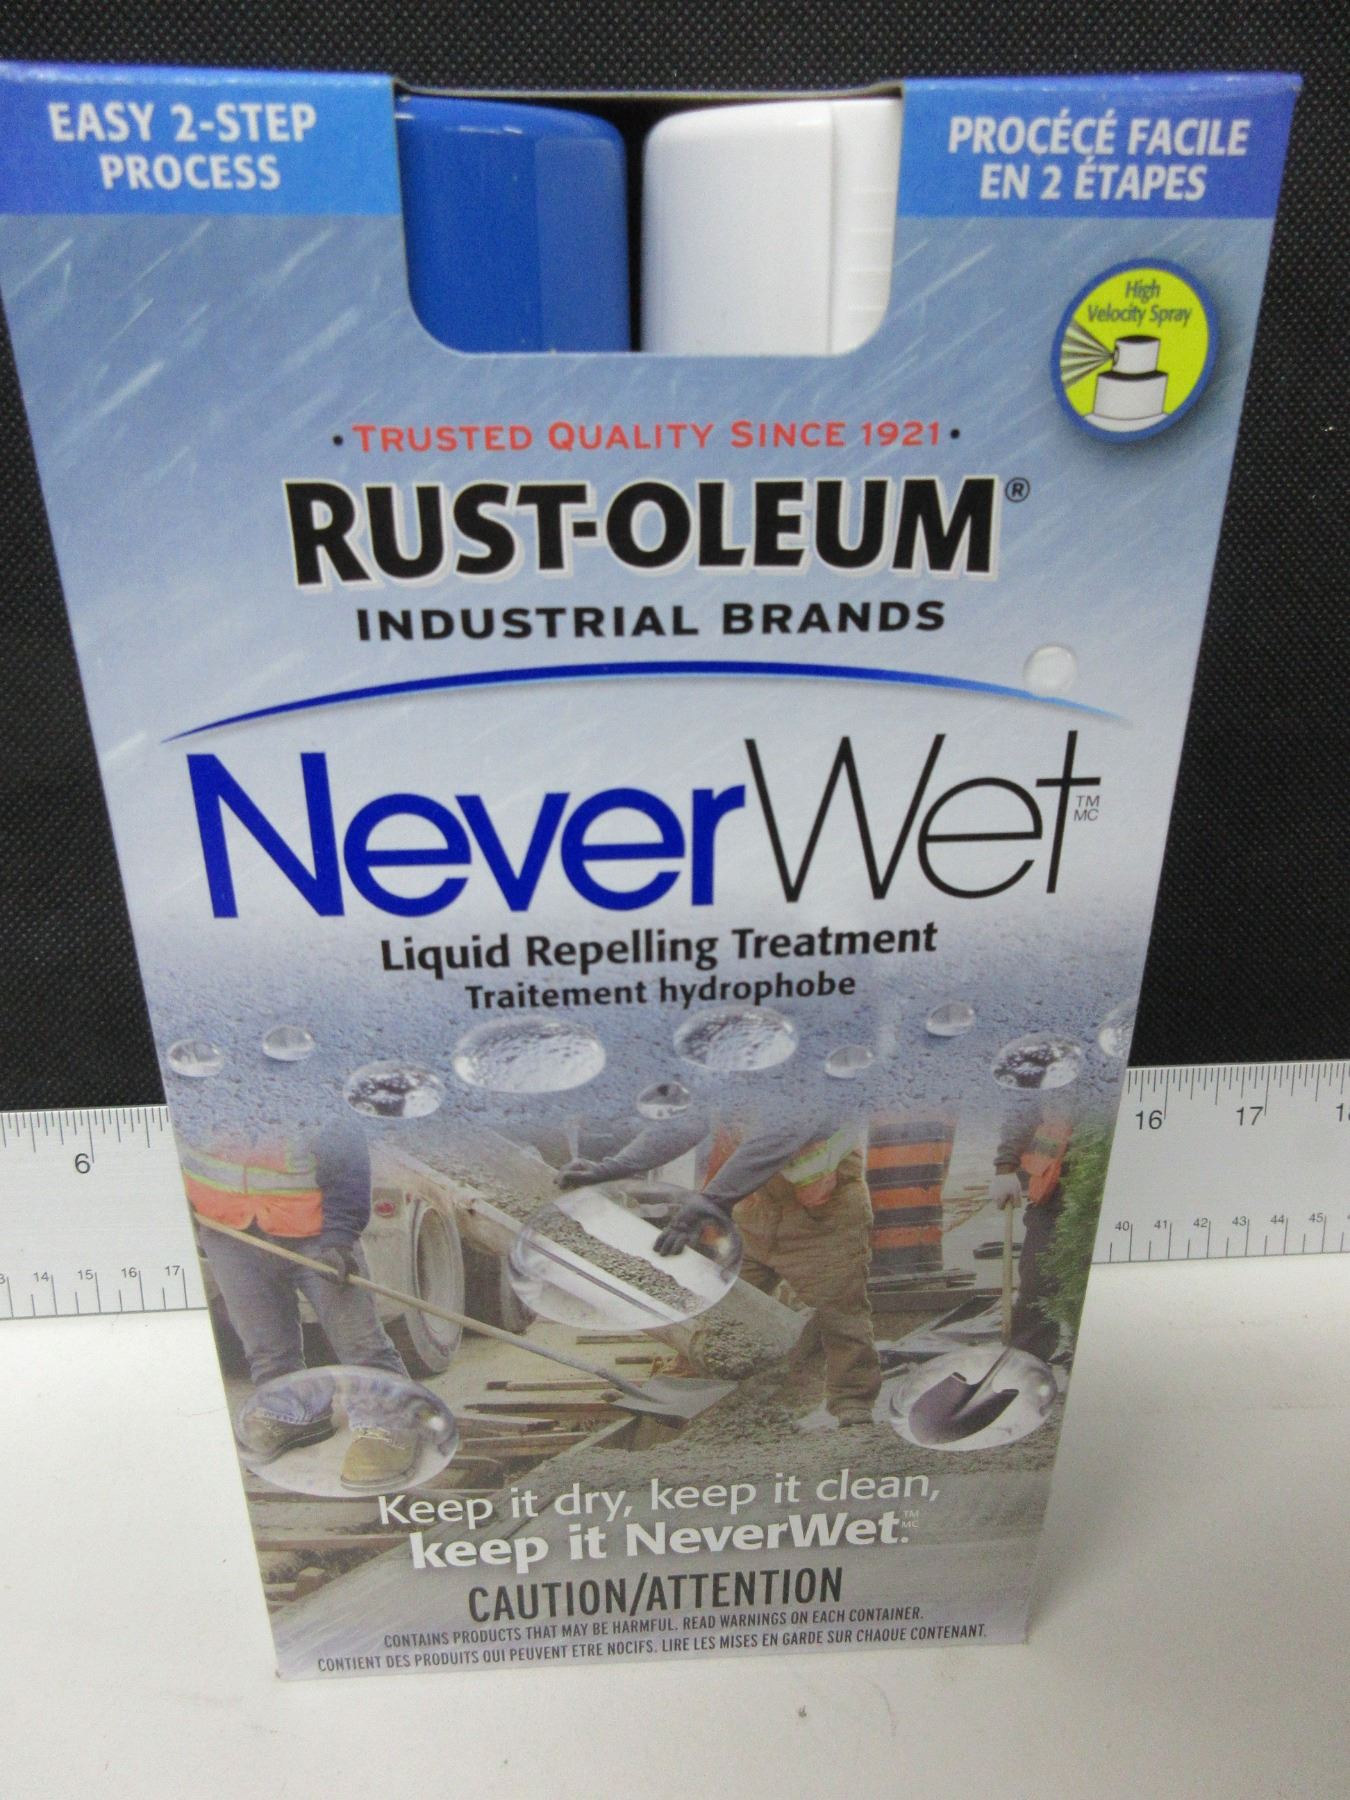 EASY 2-STEP
PROCESS
PROCÉCÉ FACILE
EN 2 ÉTAPES
High
Velocity Spray
• TRUSTED QUALITY SINCE 1921 •
RUST-OLEUM®
INDUSTRIAL BRANDS
NeverWet TM MC
Liquid Repelling Treatment
Traitement hydrophobe
6
16 17
14 15 16 17
40 41 42 43 44 45
Keep it dry, keep it clean,
keep it NeverWet.™ MC
CAUTION/ATTENTION
CONTAINS PRODUCTS THAT MAY BE HARMFUL. READ WARNINGS ON EACH CONTAINER.
CONTIENT DES PRODUITS QUI PEUVENT ETRE NOCIFS. LIRE LES MISES EN GARDE SUR CHAQUE CONTENANT.